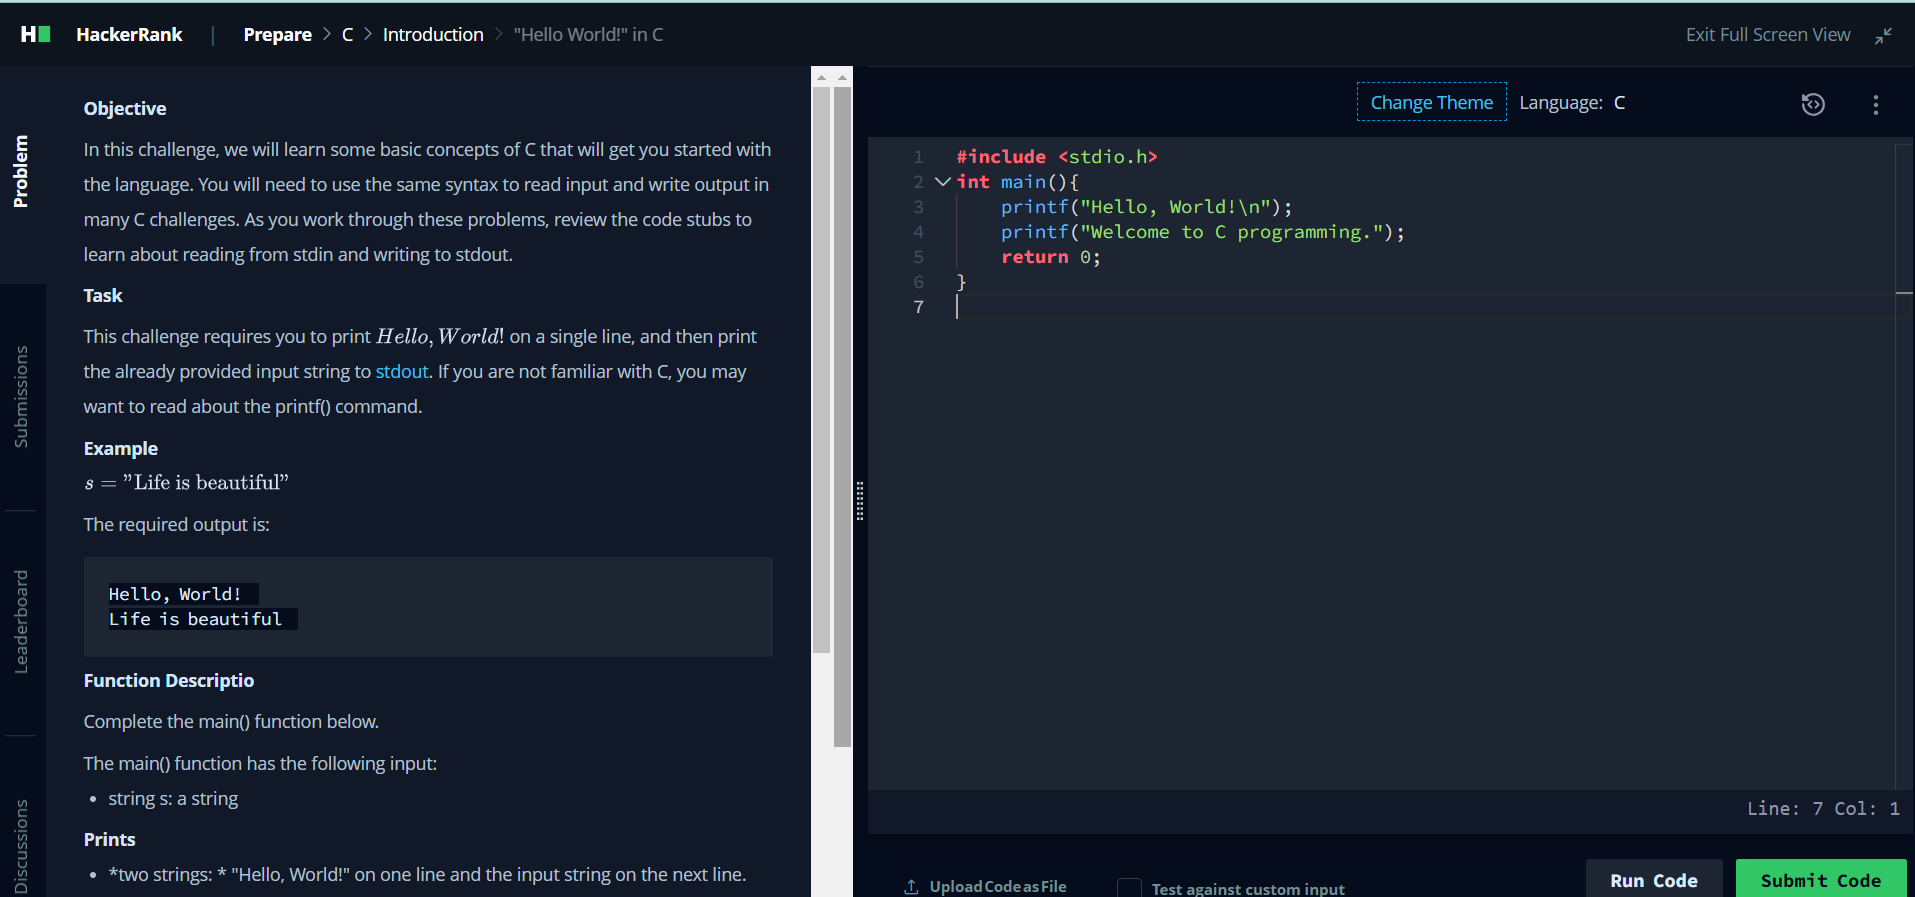 H HackerRank | Prepare > C > Introduction > "Hello World!" in C Exit Full Screen View
Problem
Submissions
Leaderboard
Discussions
Objective
In this challenge, we will learn some basic concepts of C that will get you started with
the language. You will need to use the same syntax to read input and write output in
many C challenges. As you work through these problems, review the code stubs to
learn about reading from stdin and writing to stdout.
Task
This challenge requires you to print Hello, World! on a single line, and then print
the already provided input string to stdout. If you are not familiar with C, you may
want to read about the printf() command.
Example
s = ”Life is beautiful”
The required output is:
Hello, World!
Life is beautiful
Function Descriptio
Complete the main() function below.
The main() function has the following input:
• string s: a string
Prints
• *two strings: * "Hello, World!" on one line and the input string on the next line.
Change Theme Language: C
1 #include <stdio.h>
2 int main(){
3 printf("Hello, World!\n");
4 printf("Welcome to C programming.");
5 return 0;
6 }
7
Line: 7 Col: 1
Upload Code as File Test against custom input Run Code Submit Code